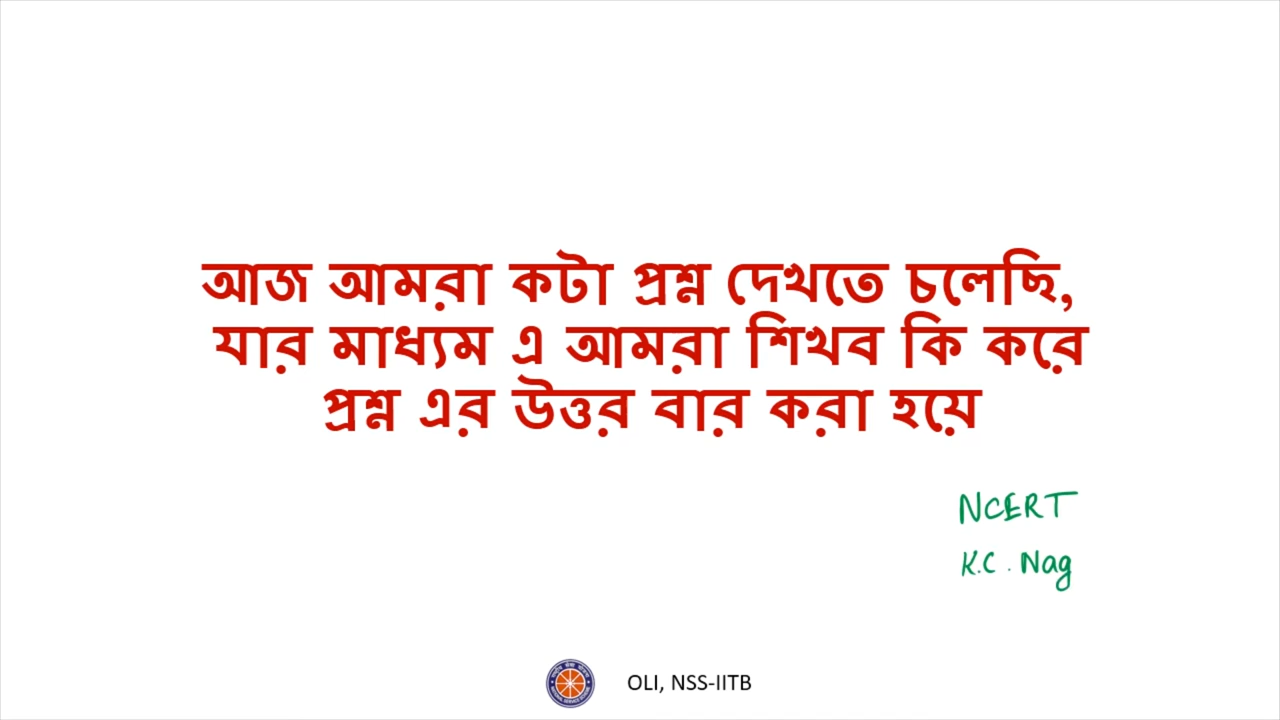 আজ আমরা কটা প্রশ্ন দেখতে চলেছি,
যার মাধ্যম এ আমরা শিখব কি করে
প্রশ্ন এর উত্তর বার করা হয়ে
NCERT
K.C. Nag
OLI, NSS-IITB